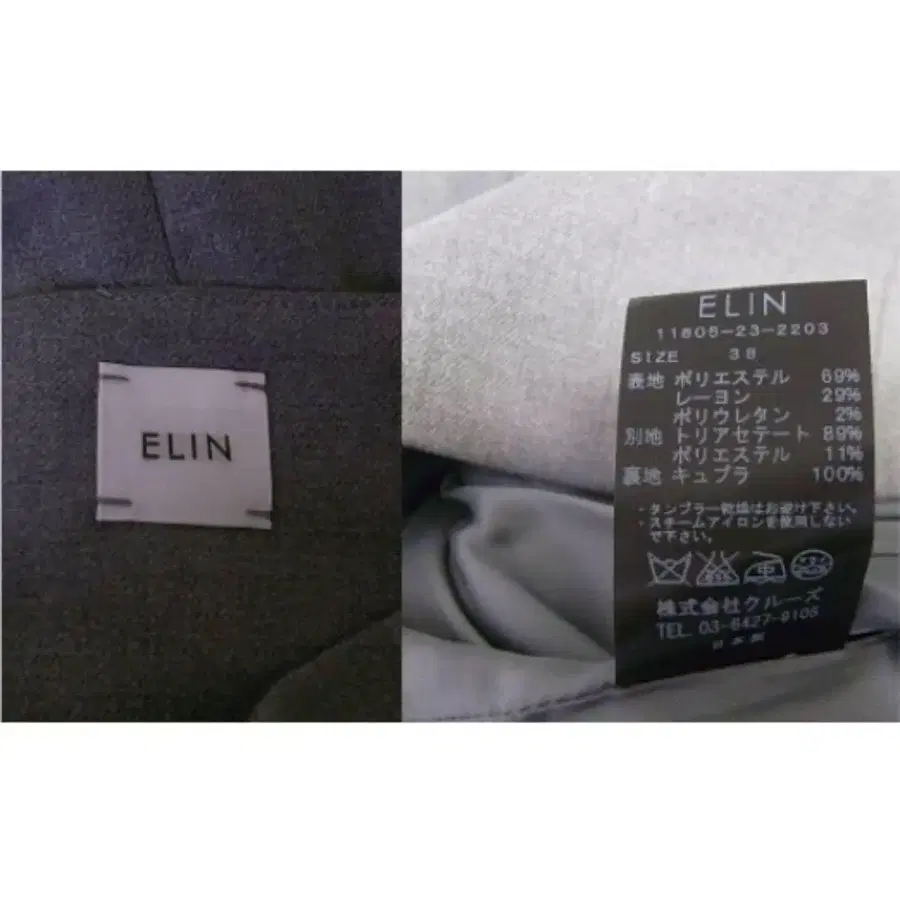 ELIN
ELIN
11605-23-2203
SIZE 38
表地 ポリエステル 69%
レーヨン 29%
ポリウレタン 2%
別地 トリアセテート 89%
ポリエステル 11%
裏地 キュプラ 100%
・タンブラー乾燥はお避け下さい。
・スチームアイロンを使用しない
で下さい。
中
株式会社クルーズ
TEL 03-6427-9105
日本製